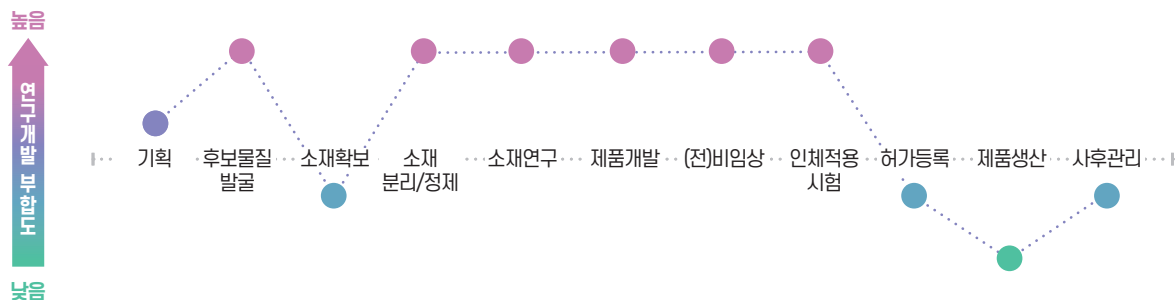 높음
연구개발 부합도
낮음
기획
후보물질
발굴
소재확보
소재
분리/정제
소재연구
제품개발
(전)비임상
인체적용
시험
허가등록
제품생산
사후관리